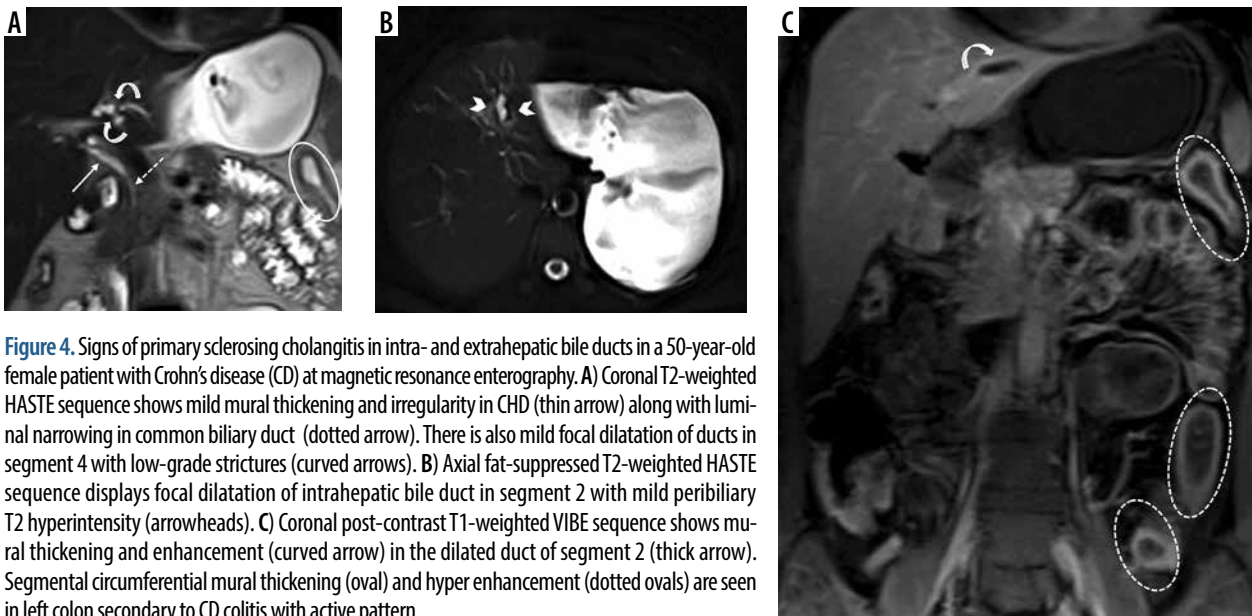 A
B
C
Figure 4. Signs of primary sclerosing cholangitis in intra- and extrahepatic bile ducts in a 50-year-old
female patient with Crohn's disease (CD) at magnetic resonance enterography. A) Coronal T2-weighted
HASTE sequence shows mild mural thickening and irregularity in CHD (thin arrow) along with lumi-
nal narrowing in common biliary duct (dotted arrow). There is also mild focal dilatation of ducts in
segment 4 with low-grade strictures (curved arrows). B) Axial fat-suppressed T2-weighted HASTE
sequence displays focal dilatation of intrahepatic bile duct in segment 2 with mild peribiliary
T2 hyperintensity (arrowheads). C) Coronal post-contrast T1-weighted VIBE sequence shows mu-
ral thickening and enhancement (curved arrow) in the dilated duct of segment 2 (thick arrow).
Segmental circumferential mural thickening (oval) and hyper enhancement (dotted ovals) are seen
in left colon secondary to CD colitis with active pattern